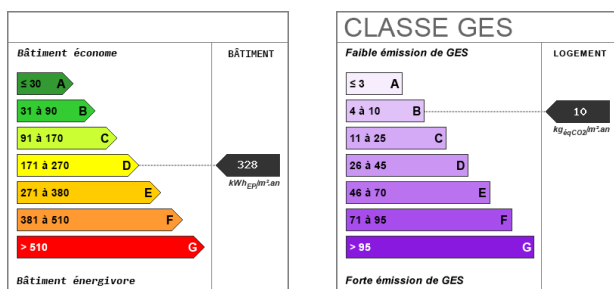 Bâtiment économe
BÂTIMENT
≤ 30 A
31 à 90 B
91 à 170 C
171 à 270 D
328
kWhEP/m².an
271 à 380 E
381 à 510 F
> 510 G
Bâtiment énergivore
CLASSE GES
Faible émission de GES
LOGEMENT
≤ 3 A
4 à 10 B
10
kgéqCO2/m².an
11 à 25 C
26 à 45 D
46 à 70 E
71 à 95 F
> 95 G
Forte émission de GES